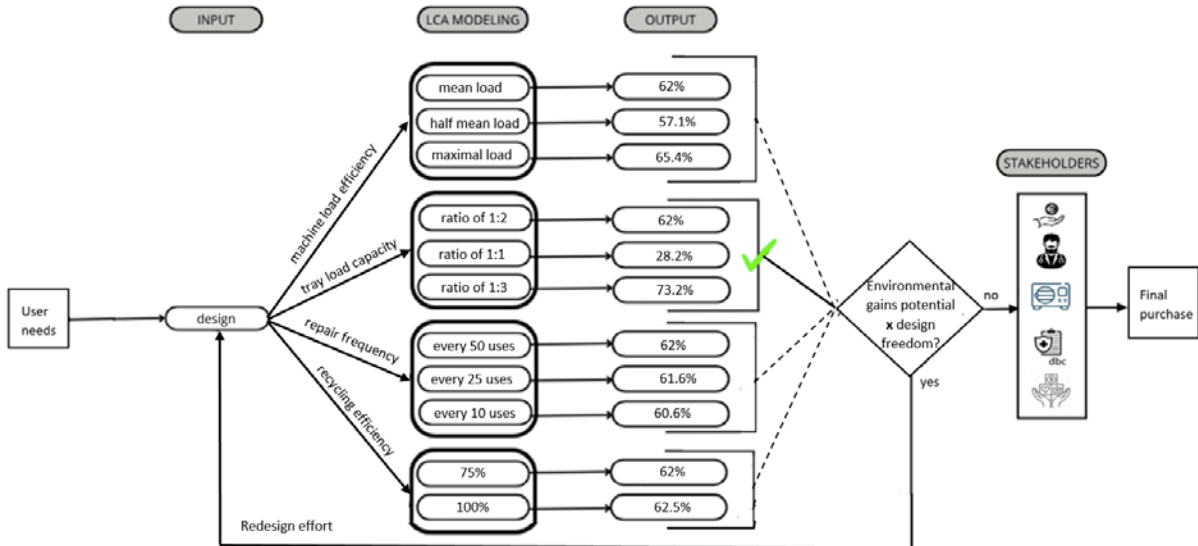 INPUT
LCA MODELING
OUTPUT
mean load
62%
half mean load
57.1%
maximal load
65.4%
machine load efficiency
STAKEHOLDERS
ratio of 1:2
62%
tray load capacity
ratio of 1:1
28.2%
ratio of 1:3
73.2%
User
needs
design
Environmental
gains potential
x design
freedom?
no
yes
Final
purchase
dbc
repair frequency
every 50 uses
62%
every 25 uses
61.6%
every 10 uses
60.6%
recycling efficiency
75%
62%
100%
62.5%
Redesign effort